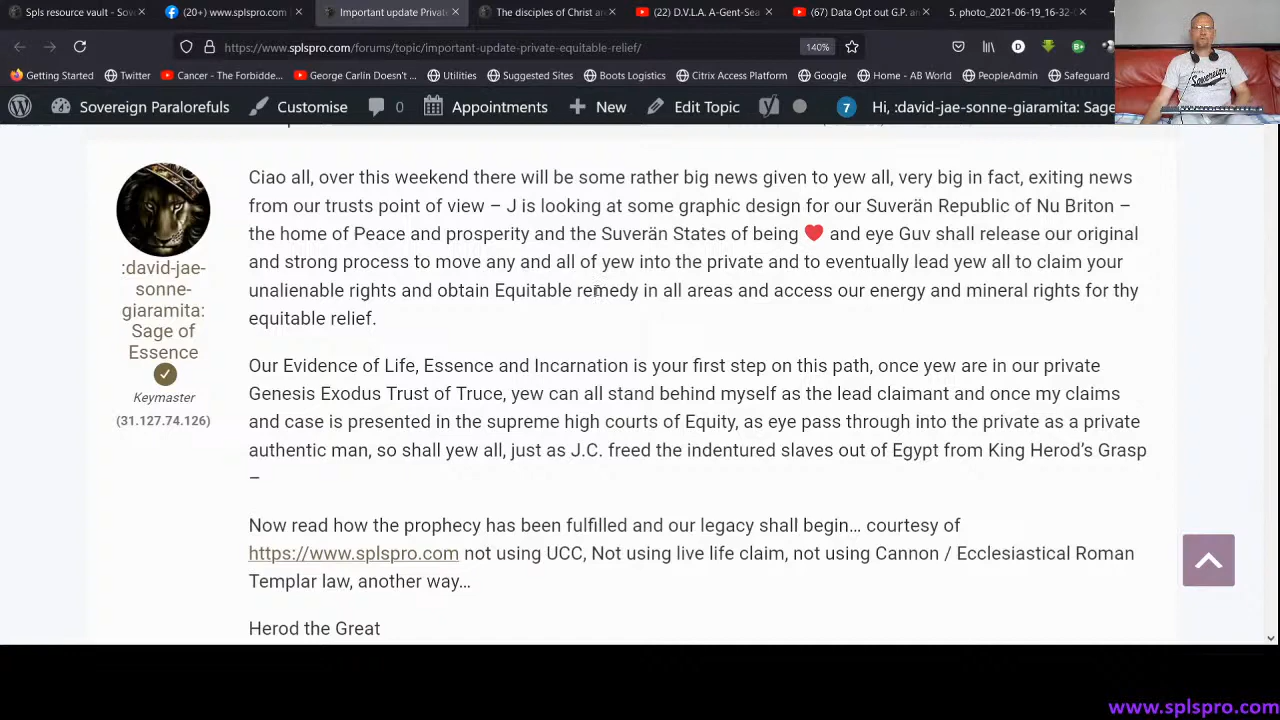 Spls resource vault - Sov
(20+) www.splspro.com
Important update Privat
The disciples of Christ ar
(22) D.V.L.A. A-Gent-Sea
(67) Data Opt out G.P. ar
5. photo_2021-06-19_16-32-0
https://www.splspro.com/forums/topic/important-update-private-equitable-relief/
140%
Getting Started
Twitter
Cancer - The Forbidde...
George Carlin Doesn't...
Utilities
Suggested Sites
Boots Logistics
Citrix Access Platform
Google
Home - AB World
PeopleAdmin
Safeguard
Sovereign Paralorefuls
Customise
0
Appointments
New
Edit Topic
7
Hi, :david-jae-sonne-giaramita: Sage
Sovereign
:david-jae-
sonne-
giaramita:
Sage of
Essence
Keymaster
(31.127.74.126)
Ciao all, over this weekend there will be some rather big news given to yew all, very big in fact, exiting news
from our trusts point of view – J is looking at some graphic design for our Suverän Republic of Nu Briton –
the home of Peace and prosperity and the Suverän States of being ❤ and eye Guv shall release our original
and strong process to move any and all of yew into the private and to eventually lead yew all to claim your
unalienable rights and obtain Equitable remedy in all areas and access our energy and mineral rights for thy
equitable relief.
Our Evidence of Life, Essence and Incarnation is your first step on this path, once yew are in our private
Genesis Exodus Trust of Truce, yew can all stand behind myself as the lead claimant and once my claims
and case is presented in the supreme high courts of Equity, as eye pass through into the private as a private
authentic man, so shall yew all, just as J.C. freed the indentured slaves out of Egypt from King Herod's Grasp
–
Now read how the prophecy has been fulfilled and our legacy shall begin… courtesy of
https://www.splspro.com not using UCC, Not using live life claim, not using Cannon / Ecclesiastical Roman
Templar law, another way…
Herod the Great
www.splspro.com